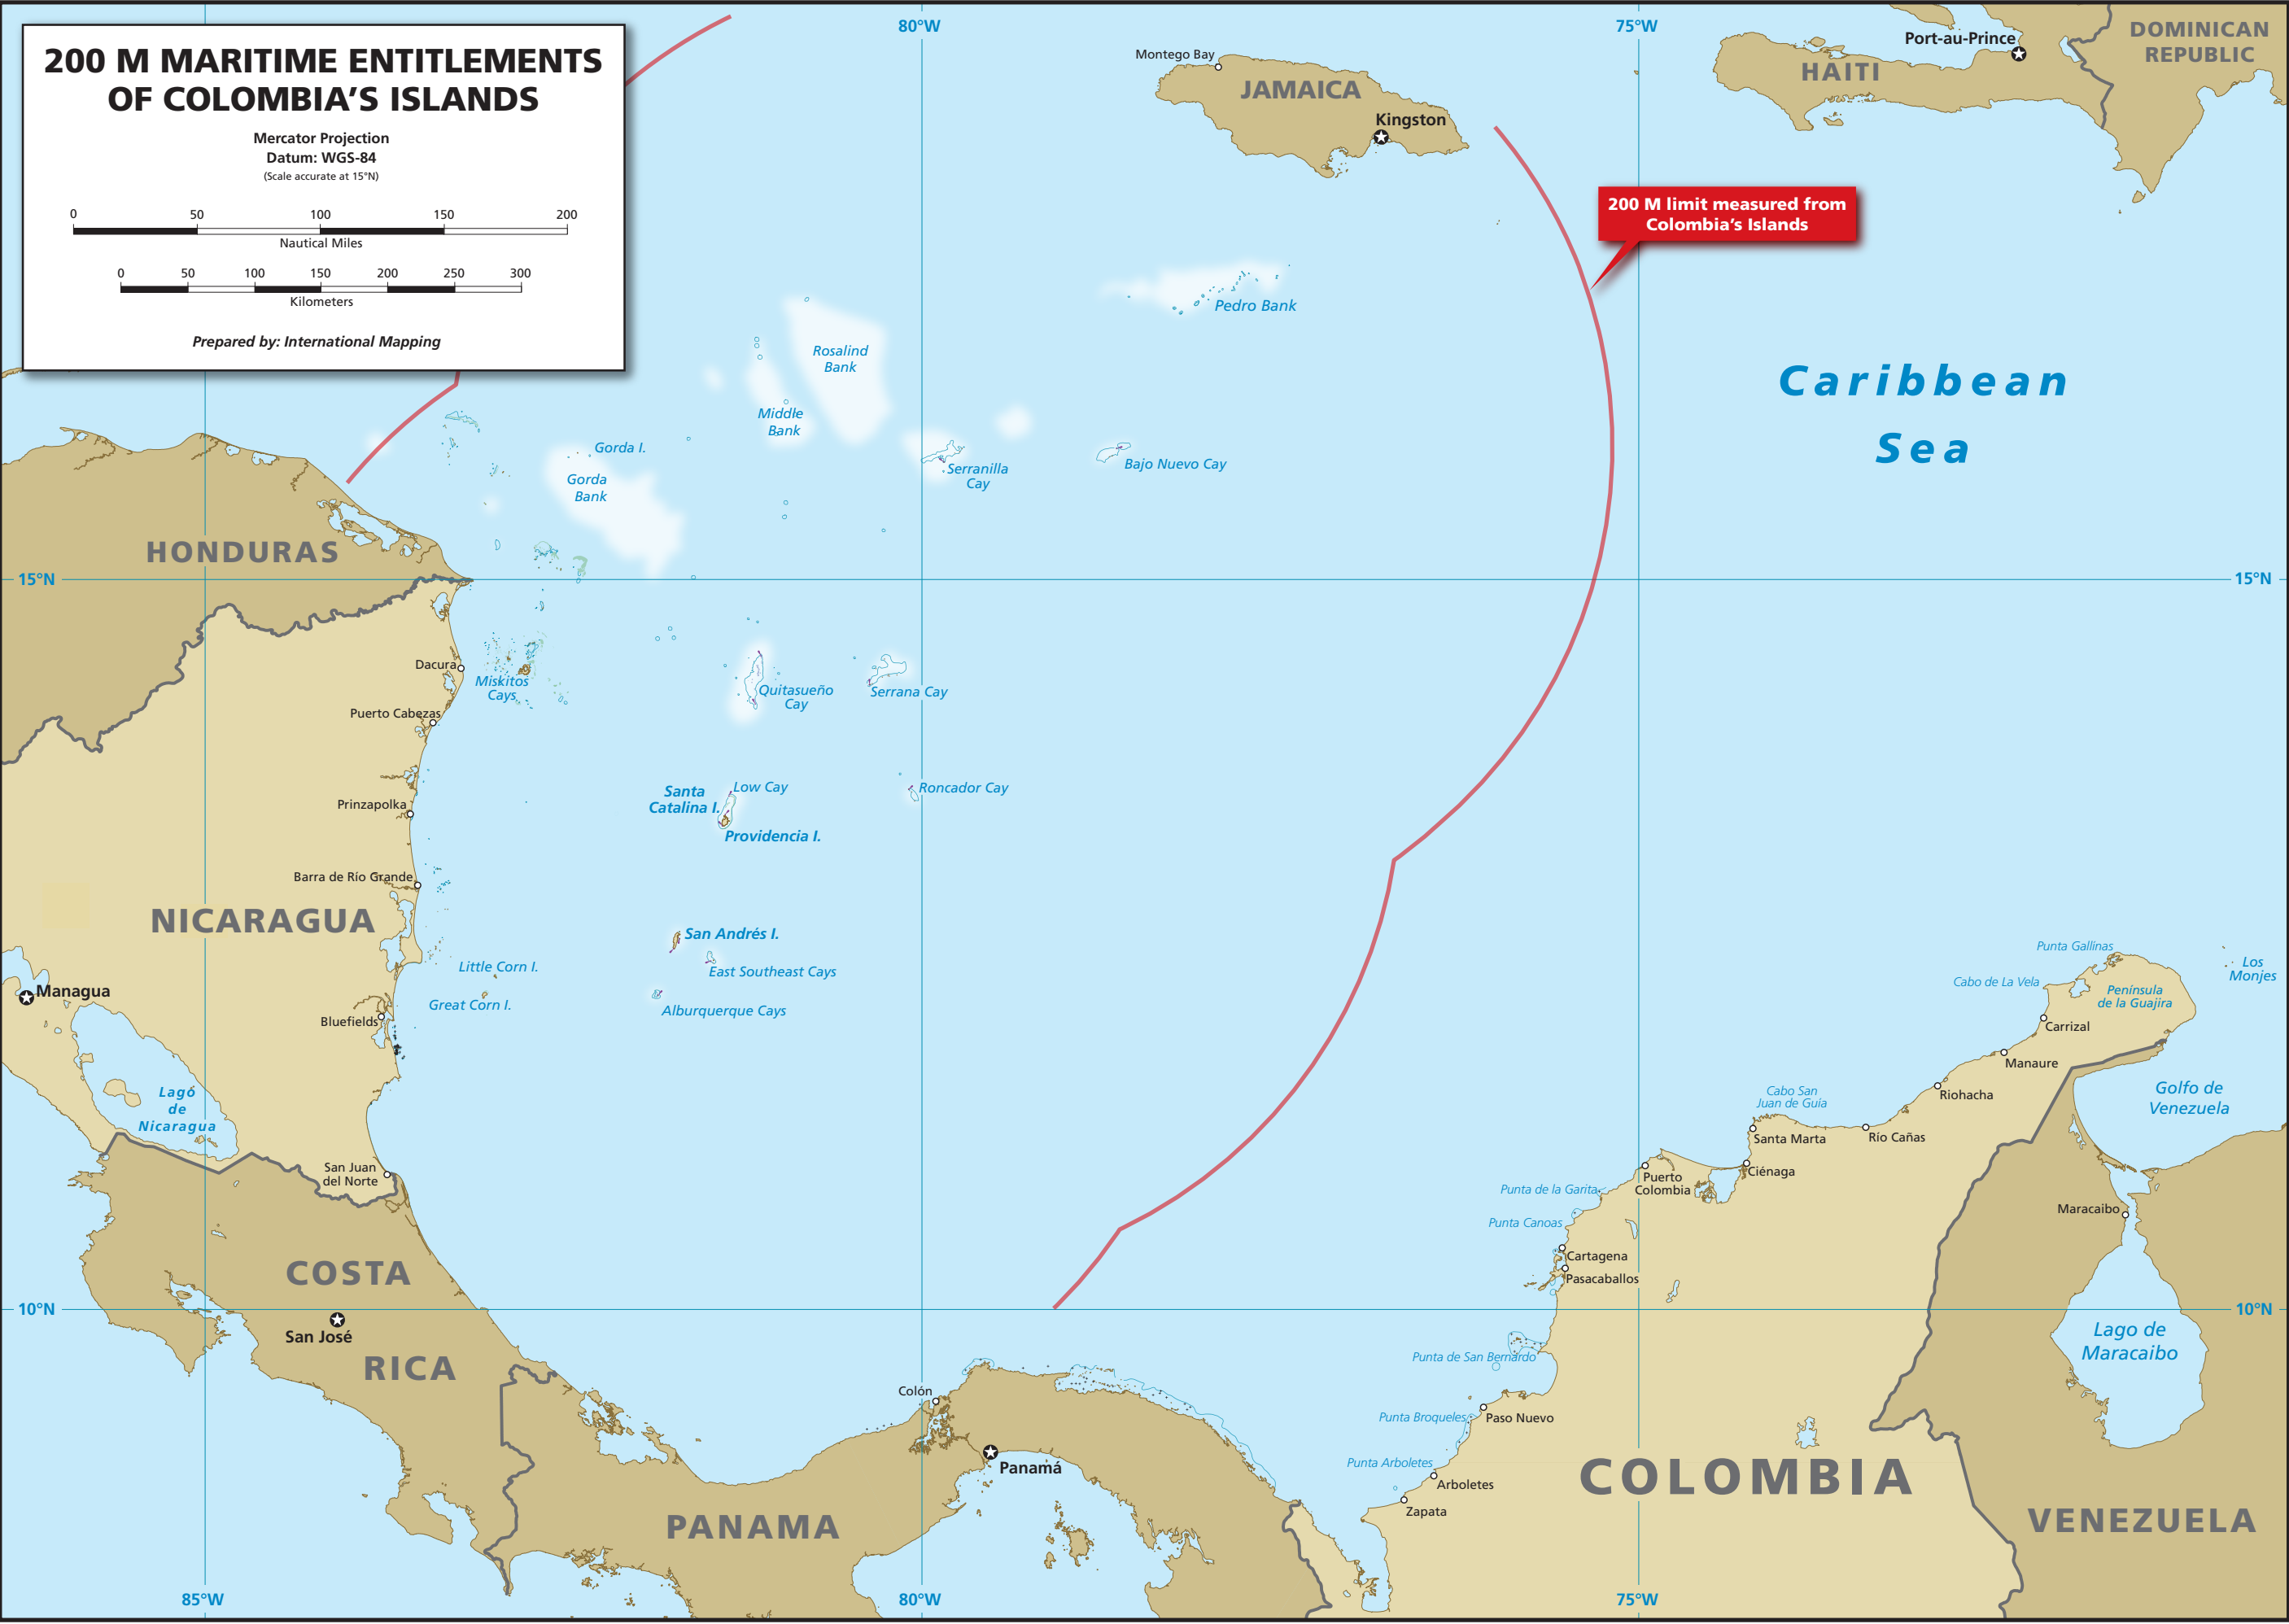 200 M MARITIME ENTITLEMENTS
OF COLOMBIA'S ISLANDS
Mercator Projection
Datum: WGS-84
(Scale accurate at 15°N)
0 50 100 150 200
Nautical Miles
0 50 100 150 200 250 300
Kilometers
Prepared by: International Mapping
80°W
75°W
Montego Bay
JAMAICA
Kingston
Port-au-Prince
HAITI
DOMINICAN
REPUBLIC
200 M limit measured from
Colombia's Islands
Pedro Bank
Rosalind
Bank
Middle
Bank
Caribbean
Sea
Gorda I.
Gorda
Bank
Serranilla
Cay
Bajo Nuevo Cay
HONDURAS
15°N
15°N
Dacura
Miskitos
Cays
Puerto Cabezas
Quitasueño
Cay
Serrana Cay
Santa
Catalina I.
Low Cay
Providencia I.
Roncador Cay
Prinzapolka
Barra de Río Grande
NICARAGUA
San Andrés I.
East Southeast Cays
Alburquerque Cays
Little Corn I.
Great Corn I.
Managua
Bluefields
Lago
de
Nicaragua
San Juan
del Norte
Punta Gallinas
Los
Monjes
Cabo de La Vela
Península
de la Guajira
Carrizal
Manaure
Riohacha
Golfo de
Venezuela
Cabo San
Juan de Guía
Santa Marta
Río Cañas
Ciénaga
Puerto
Colombia
Punta de la Garita
Punta Canoas
Cartagena
Pasacaballos
Maracaibo
COSTA
RICA
San José
10°N
10°N
Lago de
Maracaibo
Punta de San Bernardo
Colón
Panamá
Punta Broqueles
Paso Nuevo
Punta Arboletes
Arboletes
Zapata
PANAMA
COLOMBIA
VENEZUELA
85°W
80°W
75°W